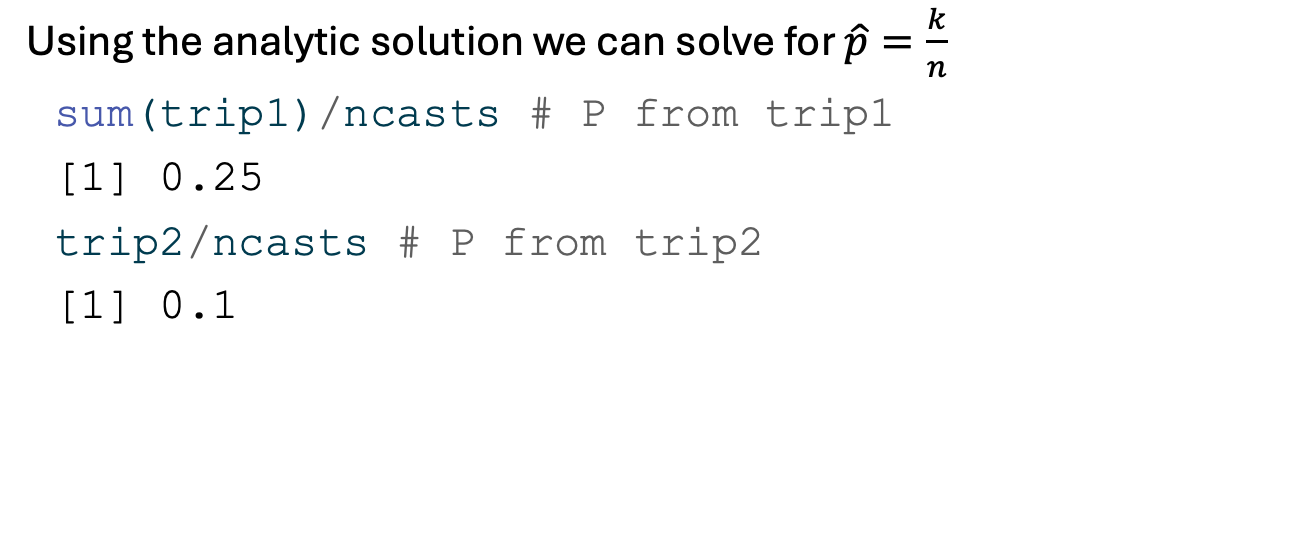 Using the analytic solution we can solve for p̂ = k/n
sum(trip1)/ncasts # P from trip1
[1] 0.25
trip2/ncasts # P from trip2
[1] 0.1